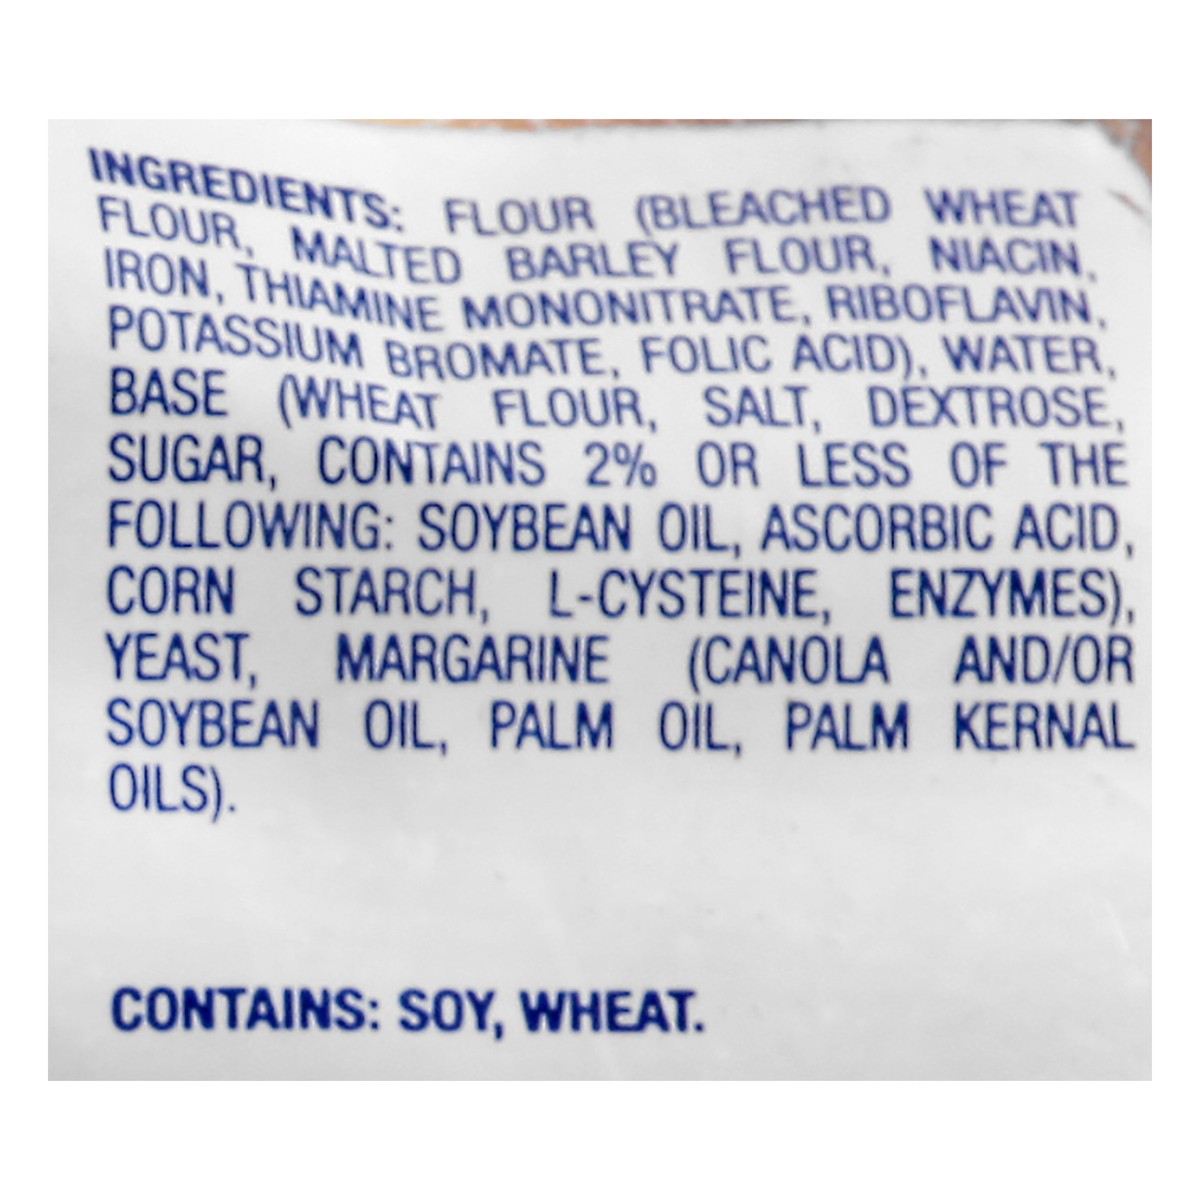 INGREDIENTS: FLOUR (BLEACHED WHEAT
FLOUR, MALTED BARLEY FLOUR, NIACIN,
IRON, THIAMINE MONONITRATE, RIBOFLAVIN,
POTASSIUM BROMATE, FOLIC ACID), WATER,
BASE (WHEAT FLOUR, SALT, DEXTROSE,
SUGAR, CONTAINS 2% OR LESS OF THE
FOLLOWING: SOYBEAN OIL, ASCORBIC ACID,
CORN STARCH, L-CYSTEINE, ENZYMES),
YEAST, MARGARINE (CANOLA AND/OR
SOYBEAN OIL, PALM OIL, PALM KERNAL
OILS).
CONTAINS: SOY, WHEAT.